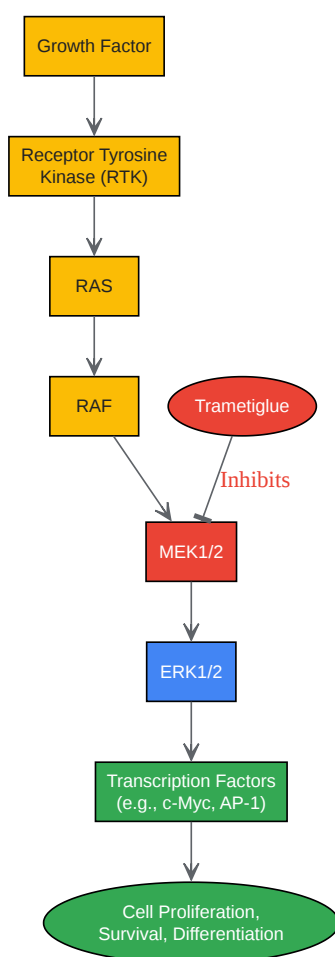 Growth Factor
Receptor Tyrosine
Kinase (RTK)
RAS
RAF
Trametiglue
Inhibits
MEK1/2
ERK1/2
Transcription Factors
(e.g., c-Myc, AP-1)
Cell Proliferation,
Survival, Differentiation